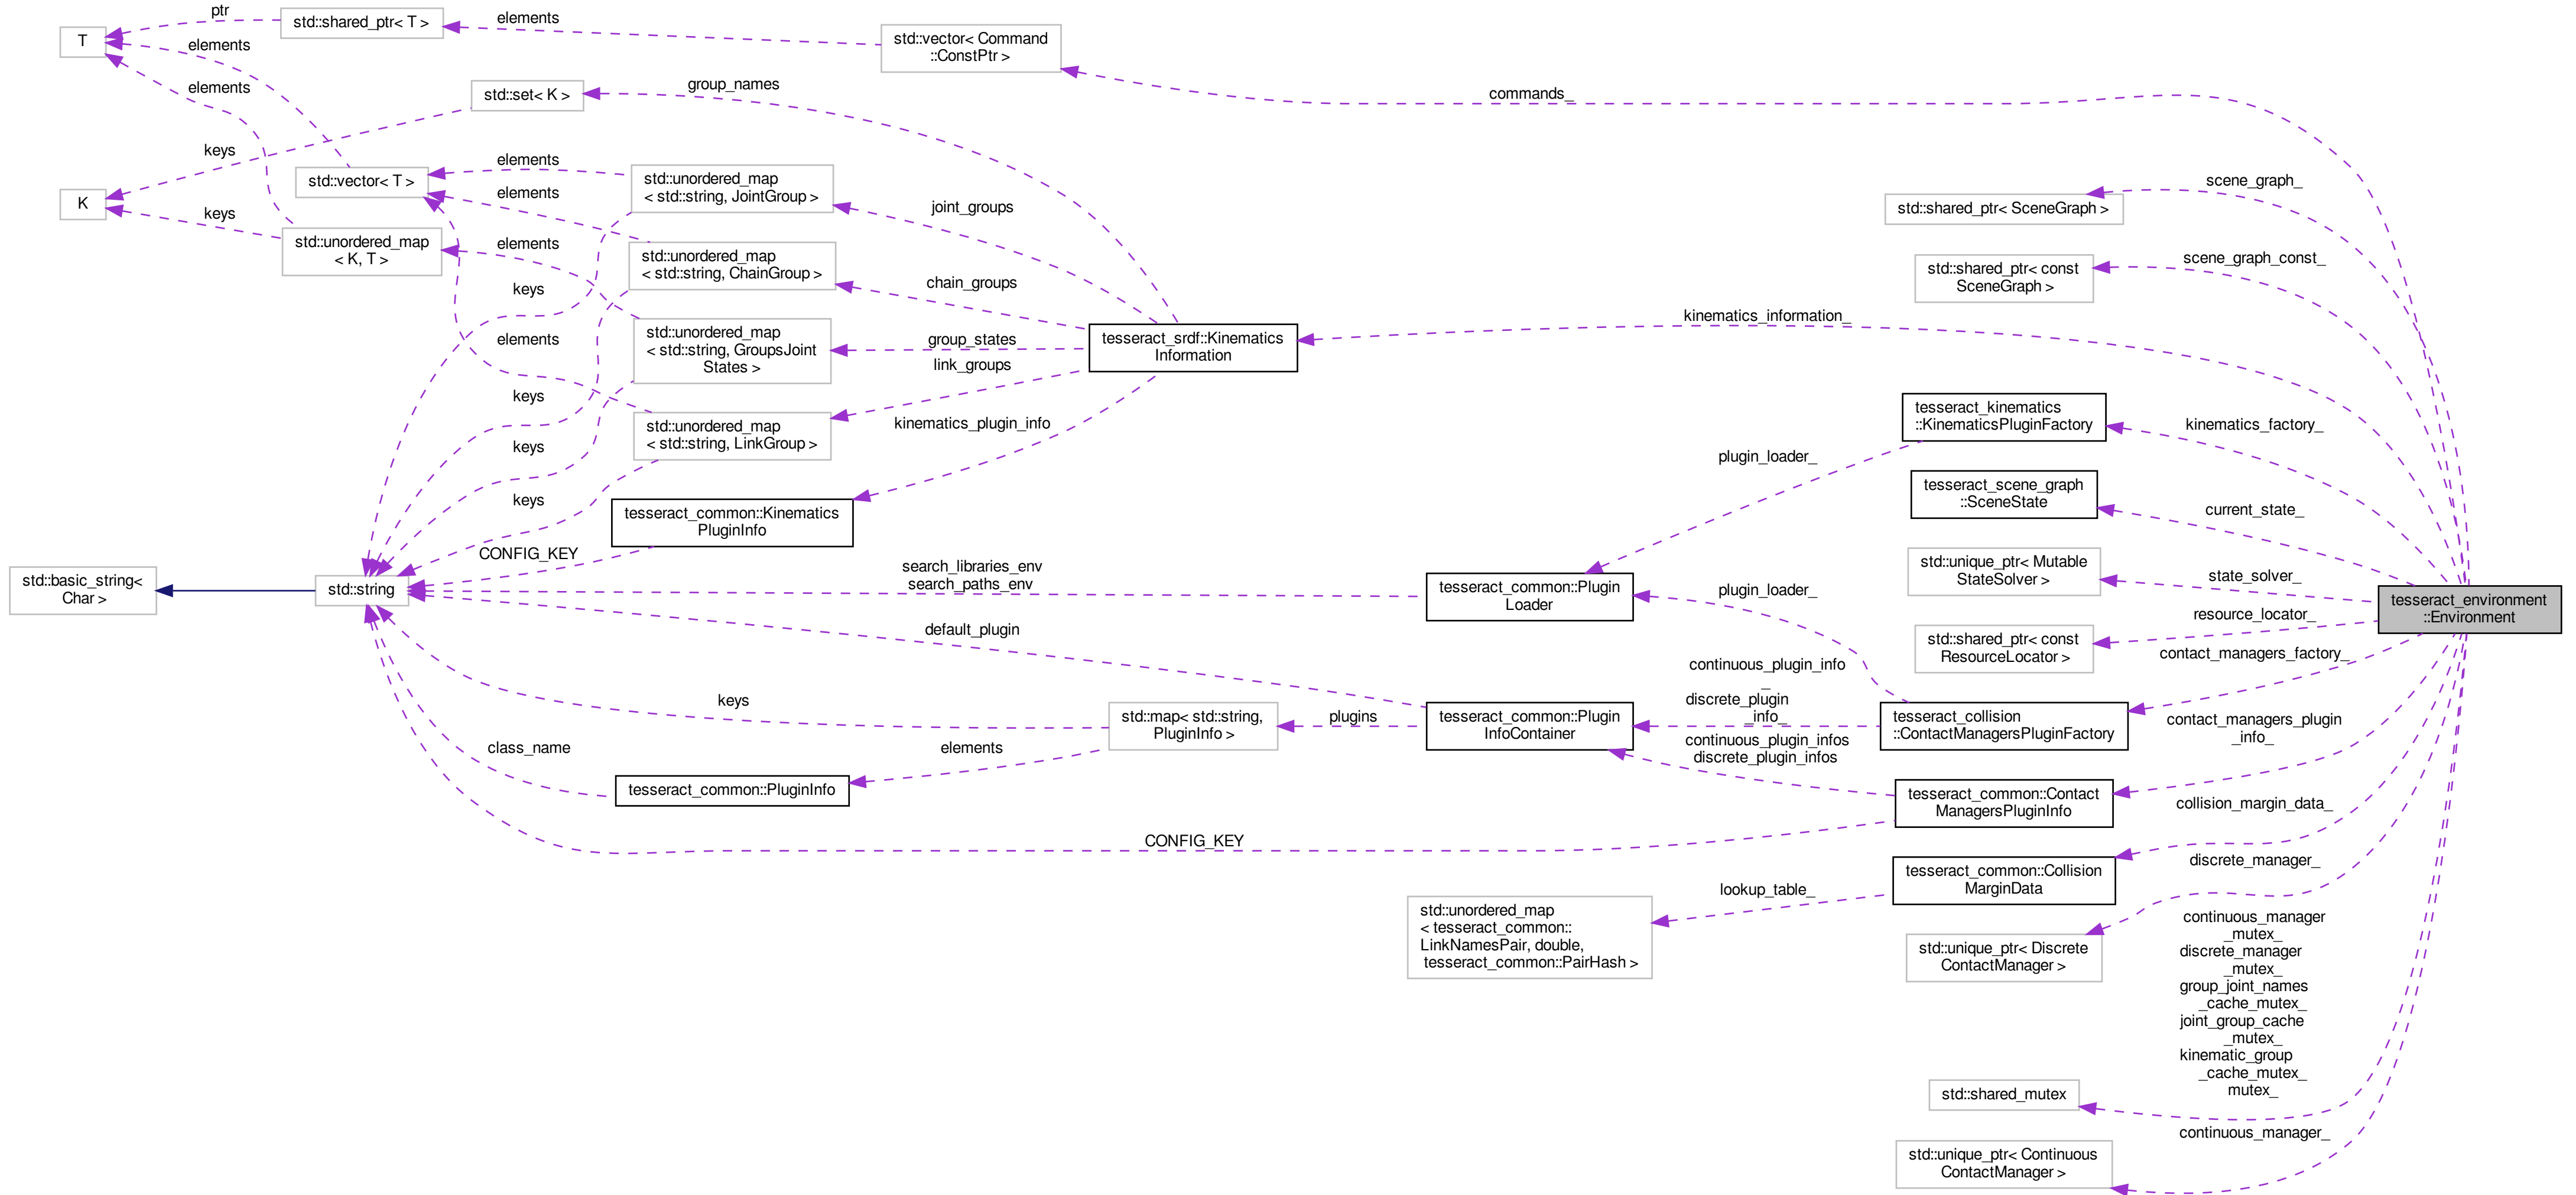 T
ptr
std::shared_ptr< T >
elements
std::vector< Command
::ConstPtr >
elements
elements
std::set< K >
group_names
commands_
keys
K
keys
std::vector< T >
elements
elements
std::unordered_map
< std::string, JointGroup >
joint_groups
std::unordered_map
< K, T >
elements
keys
std::unordered_map
< std::string, ChainGroup >
chain_groups
elements
std::unordered_map
< std::string, GroupsJoint
States >
group_states
link_groups
tesseract_srdf::Kinematics
Information
kinematics_information_
scene_graph_
std::shared_ptr< SceneGraph >
scene_graph_const_
std::shared_ptr< const
SceneGraph >
keys
keys
keys
std::unordered_map
< std::string, LinkGroup >
kinematics_plugin_info
tesseract_common::Kinematics
PluginInfo
CONFIG_KEY
std::basic_string<
Char >
std::string
search_libraries_env
search_paths_env
default_plugin
plugin_loader_
tesseract_common::Plugin
Loader
plugin_loader_
tesseract_kinematics
::KinematicsPluginFactory
kinematics_factory_
tesseract_scene_graph
::SceneState
current_state_
std::unique_ptr< Mutable
StateSolver >
state_solver_
std::shared_ptr< const
ResourceLocator >
resource_locator_
tesseract_environment
::Environment
contact_managers_factory_
keys
class_name
tesseract_common::PluginInfo
elements
std::map< std::string,
PluginInfo >
plugins
tesseract_common::Plugin
InfoContainer
continuous_plugin_info
_
discrete_plugin
_info_
continuous_plugin_infos
discrete_plugin_infos
tesseract_collision
::ContactManagersPluginFactory
contact_managers_plugin
_info_
tesseract_common::Contact
ManagersPluginInfo
CONFIG_KEY
collision_margin_data_
tesseract_common::Collision
MarginData
lookup_table_
std::unordered_map
< tesseract_common::
LinkNamesPair, double,
tesseract_common::PairHash >
discrete_manager_
std::unique_ptr< Discrete
ContactManager >
continuous_manager
_mutex_
discrete_manager
_mutex_
group_joint_names
_cache_mutex_
joint_group_cache
_mutex_
kinematic_group
_cache_mutex_
mutex_
std::shared_mutex
continuous_manager_
std::unique_ptr< Continuous
ContactManager >